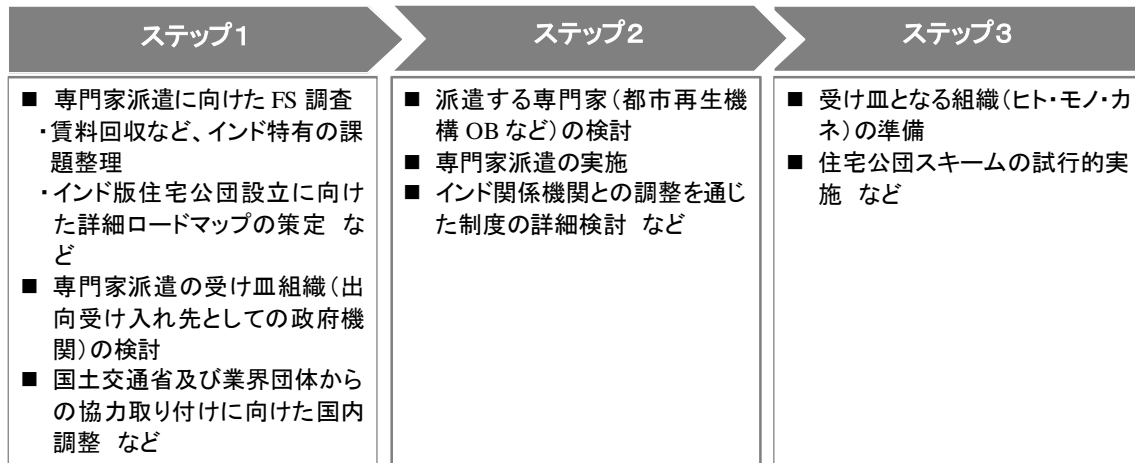 ステップ1
■ 専門家派遣に向けた FS 調査
・賃料回収など、インド特有の課
題整理
・インド版住宅公団設立に向け
た詳細ロードマップの策定 な
ど
■ 専門家派遣の受け皿組織（出
向受け入れ先としての政府機
関）の検討
■ 国土交通省及び業界団体から
の協力取り付けに向けた国内
調整 など
ステップ2
■ 派遣する専門家（都市再生機
構 OB など）の検討
■ 専門家派遣の実施
■ インド関係機関との調整を通じ
た制度の詳細検討 など
ステップ3
■ 受け皿となる組織（ヒト・モノ・カ
ネ）の準備
■ 住宅公団スキームの試行的実
施 など